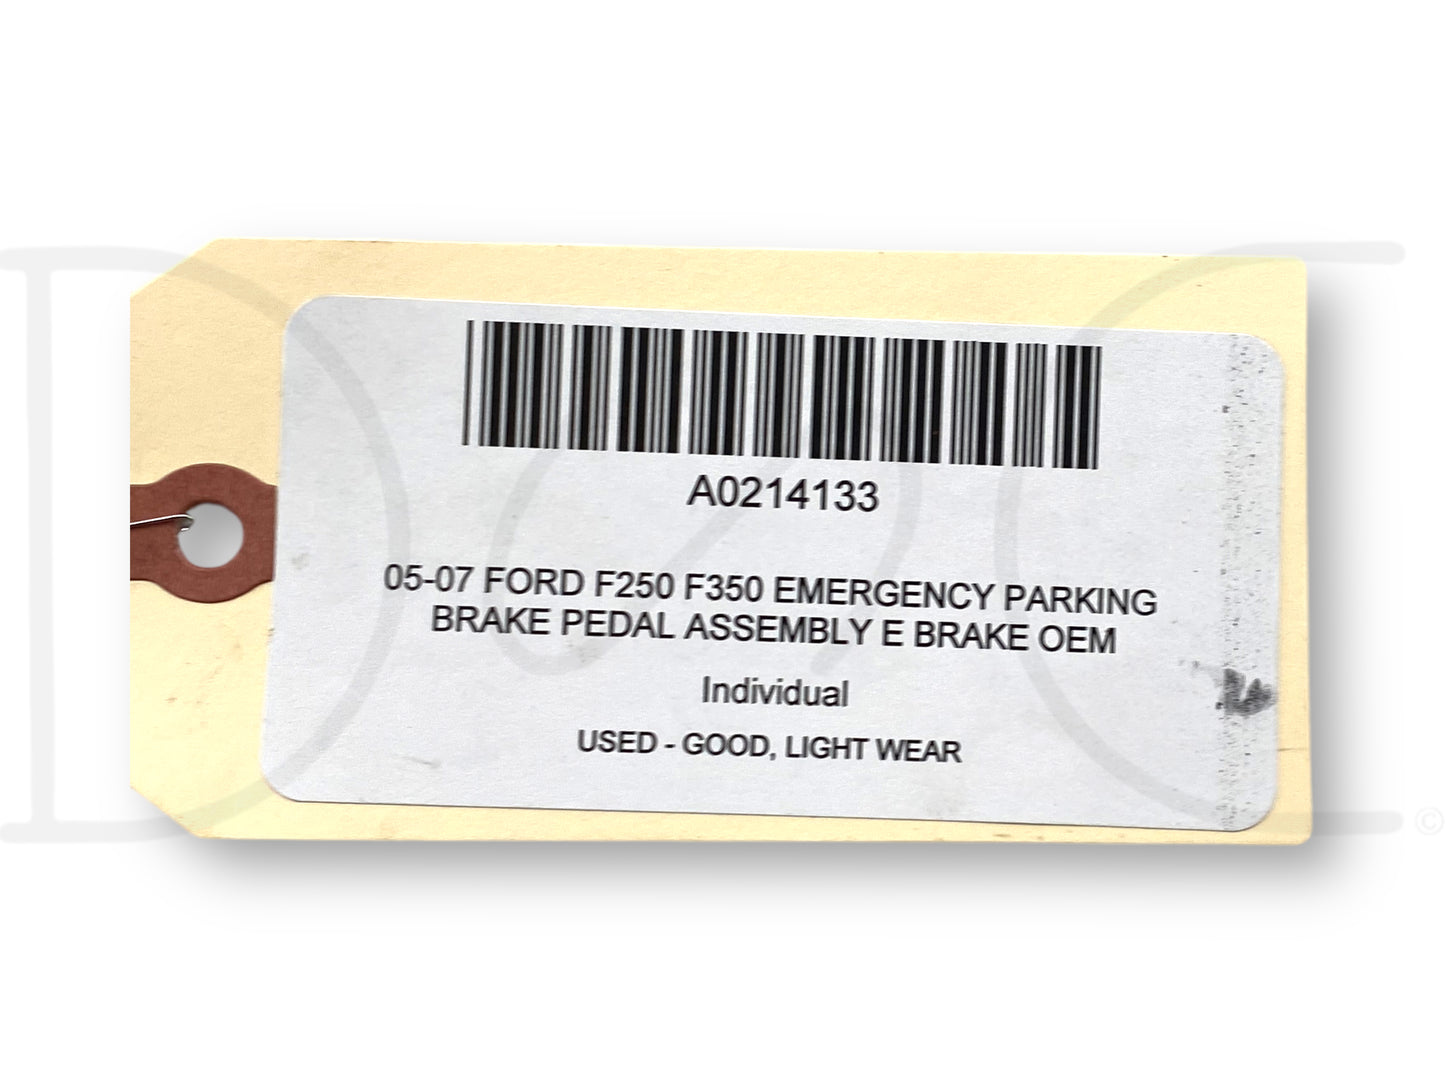 A0214133
05-07 FORD F250 F350 EMERGENCY PARKING
BRAKE PEDAL ASSEMBLY E BRAKE OEM
Individual
USED - GOOD, LIGHT WEAR
D&C ©